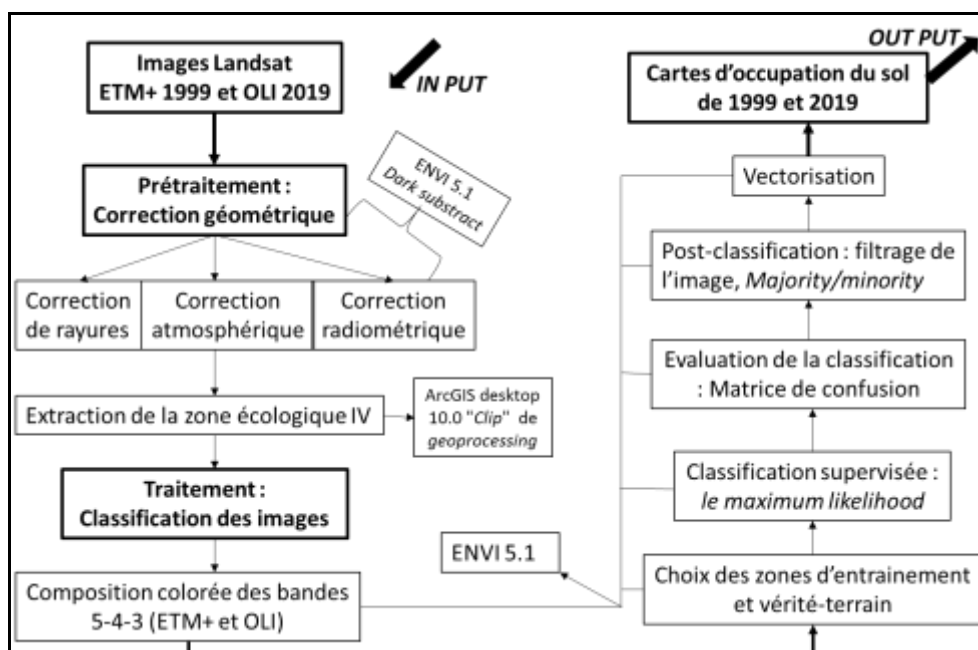 Images Landsat
ETM+ 1999 et OLI 2019
IN PUT
Prétraitement :
Correction géométrique
ENVI 5.1
Dark substract
Correction
de rayures
Correction
atmosphérique
Correction
radiométrique
Extraction de la zone écologique IV
ArcGIS desktop
10.0 "Clip" de
geoprocessing
Traitement :
Classification des images
Composition colorée des bandes
5-4-3 (ETM+ et OLI)
ENVI 5.1
OUT PUT
Cartes d'occupation du sol
de 1999 et 2019
Vectorisation
Post-classification : filtrage de
l'image, Majority/minority
Evaluation de la classification
: Matrice de confusion
Classification supervisée :
le maximum likelihood
Choix des zones d'entrainement
et vérité-terrain